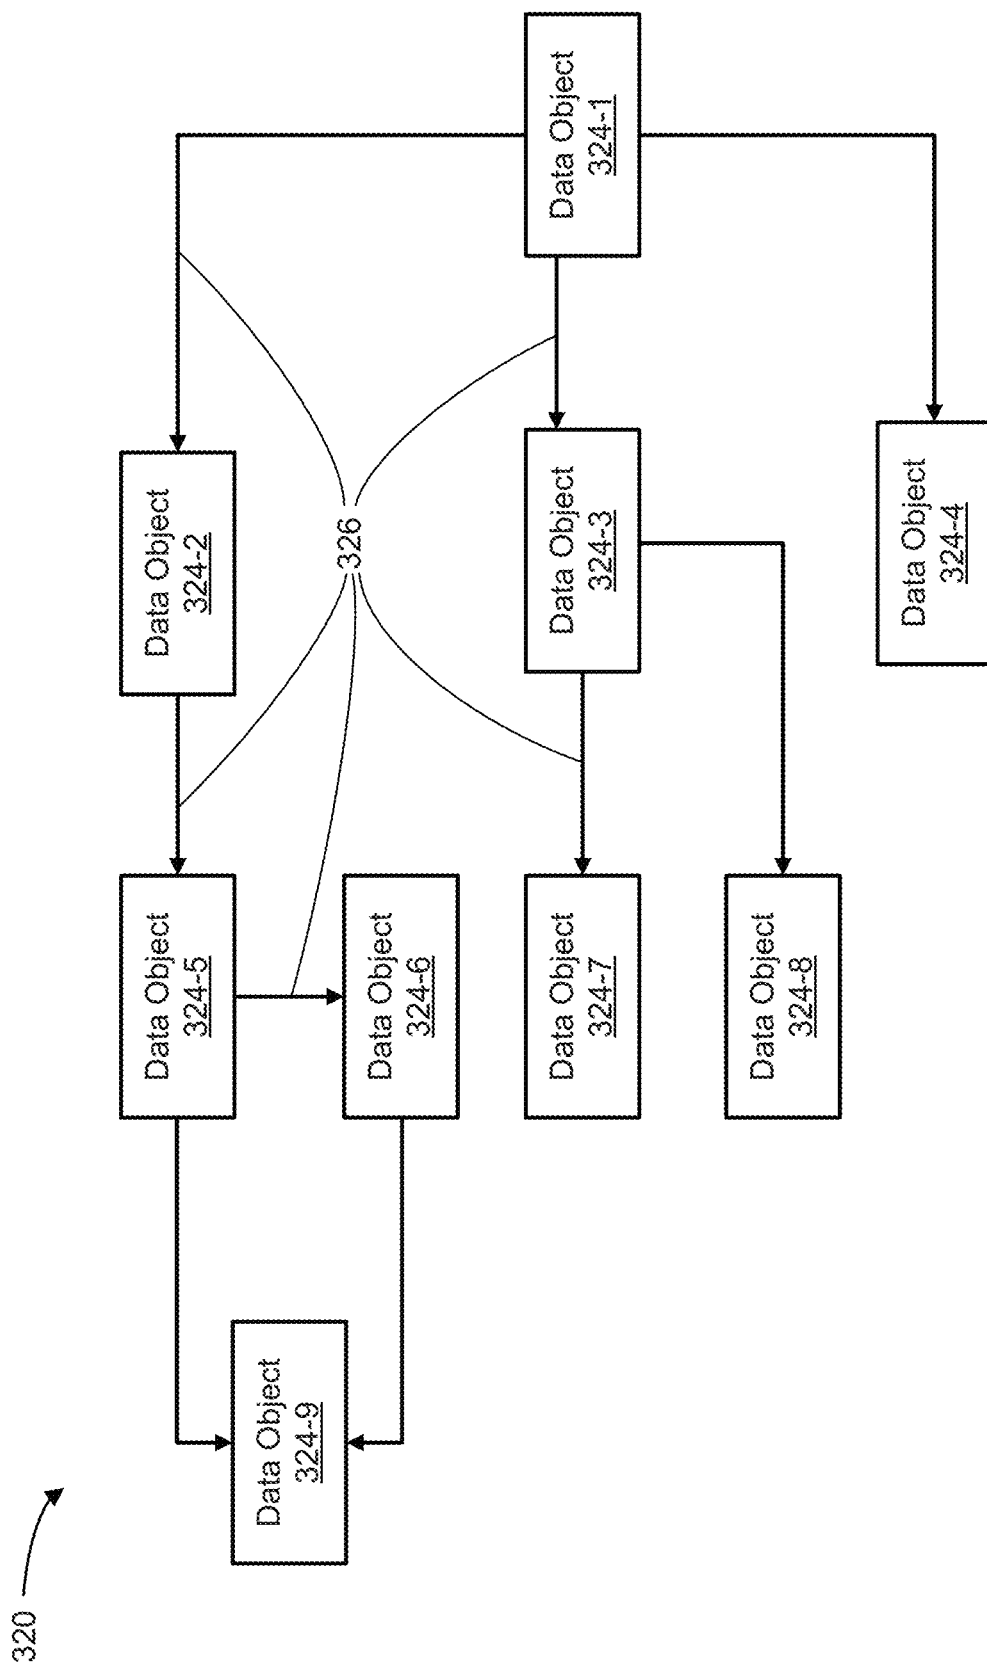 320
Data Object
324-9
Data Object
324-5
Data Object
324-6
Data Object
324-7
Data Object
324-8
Data Object
324-2
326
Data Object
324-3
Data Object
324-4
Data Object
324-1